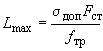 L_max = σ_доп F_ст / f_тр